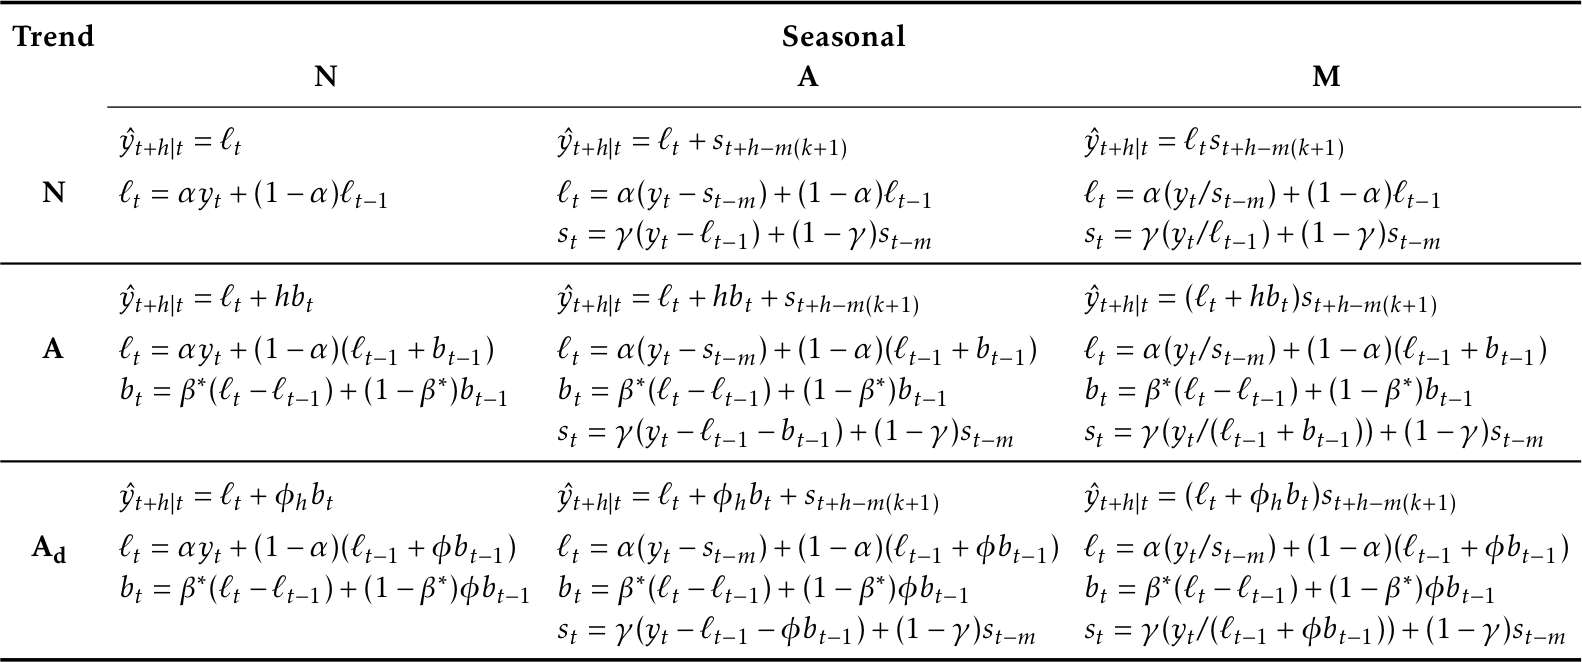 Trend Seasonal
N A M
ŷ_{t+h|t} = ℓ_t ŷ_{t+h|t} = ℓ_t + s_{t+h−m(k+1)} ŷ_{t+h|t} = ℓ_t s_{t+h−m(k+1)}
N ℓ_t = αy_t + (1 − α)ℓ_{t−1} ℓ_t = α(y_t − s_{t−m}) + (1 − α)ℓ_{t−1} ℓ_t = α(y_t/s_{t−m}) + (1 − α)ℓ_{t−1}
s_t = γ(y_t − ℓ_{t−1}) + (1 − γ)s_{t−m} s_t = γ(y_t/ℓ_{t−1}) + (1 − γ)s_{t−m}
ŷ_{t+h|t} = ℓ_t + hb_t ŷ_{t+h|t} = ℓ_t + hb_t + s_{t+h−m(k+1)} ŷ_{t+h|t} = (ℓ_t + hb_t)s_{t+h−m(k+1)}
A ℓ_t = αy_t + (1 − α)(ℓ_{t−1} + b_{t−1}) ℓ_t = α(y_t − s_{t−m}) + (1 − α)(ℓ_{t−1} + b_{t−1}) ℓ_t = α(y_t/s_{t−m}) + (1 − α)(ℓ_{t−1} + b_{t−1})
b_t = β*(ℓ_t − ℓ_{t−1}) + (1 − β*)b_{t−1} b_t = β*(ℓ_t − ℓ_{t−1}) + (1 − β*)b_{t−1} b_t = β*(ℓ_t − ℓ_{t−1}) + (1 − β*)b_{t−1}
s_t = γ(y_t − ℓ_{t−1} − b_{t−1}) + (1 − γ)s_{t−m} s_t = γ(y_t/(ℓ_{t−1} + b_{t−1})) + (1 − γ)s_{t−m}
ŷ_{t+h|t} = ℓ_t + ϕ_h b_t ŷ_{t+h|t} = ℓ_t + ϕ_h b_t + s_{t+h−m(k+1)} ŷ_{t+h|t} = (ℓ_t + ϕ_h b_t)s_{t+h−m(k+1)}
A_d ℓ_t = αy_t + (1 − α)(ℓ_{t−1} + ϕb_{t−1}) ℓ_t = α(y_t − s_{t−m}) + (1 − α)(ℓ_{t−1} + ϕb_{t−1}) ℓ_t = α(y_t/s_{t−m}) + (1 − α)(ℓ_{t−1} + ϕb_{t−1})
b_t = β*(ℓ_t − ℓ_{t−1}) + (1 − β*)ϕb_{t−1} b_t = β*(ℓ_t − ℓ_{t−1}) + (1 − β*)ϕb_{t−1} b_t = β*(ℓ_t − ℓ_{t−1}) + (1 − β*)ϕb_{t−1}
s_t = γ(y_t − ℓ_{t−1} − ϕb_{t−1}) + (1 − γ)s_{t−m} s_t = γ(y_t/(ℓ_{t−1} + ϕb_{t−1})) + (1 − γ)s_{t−m}